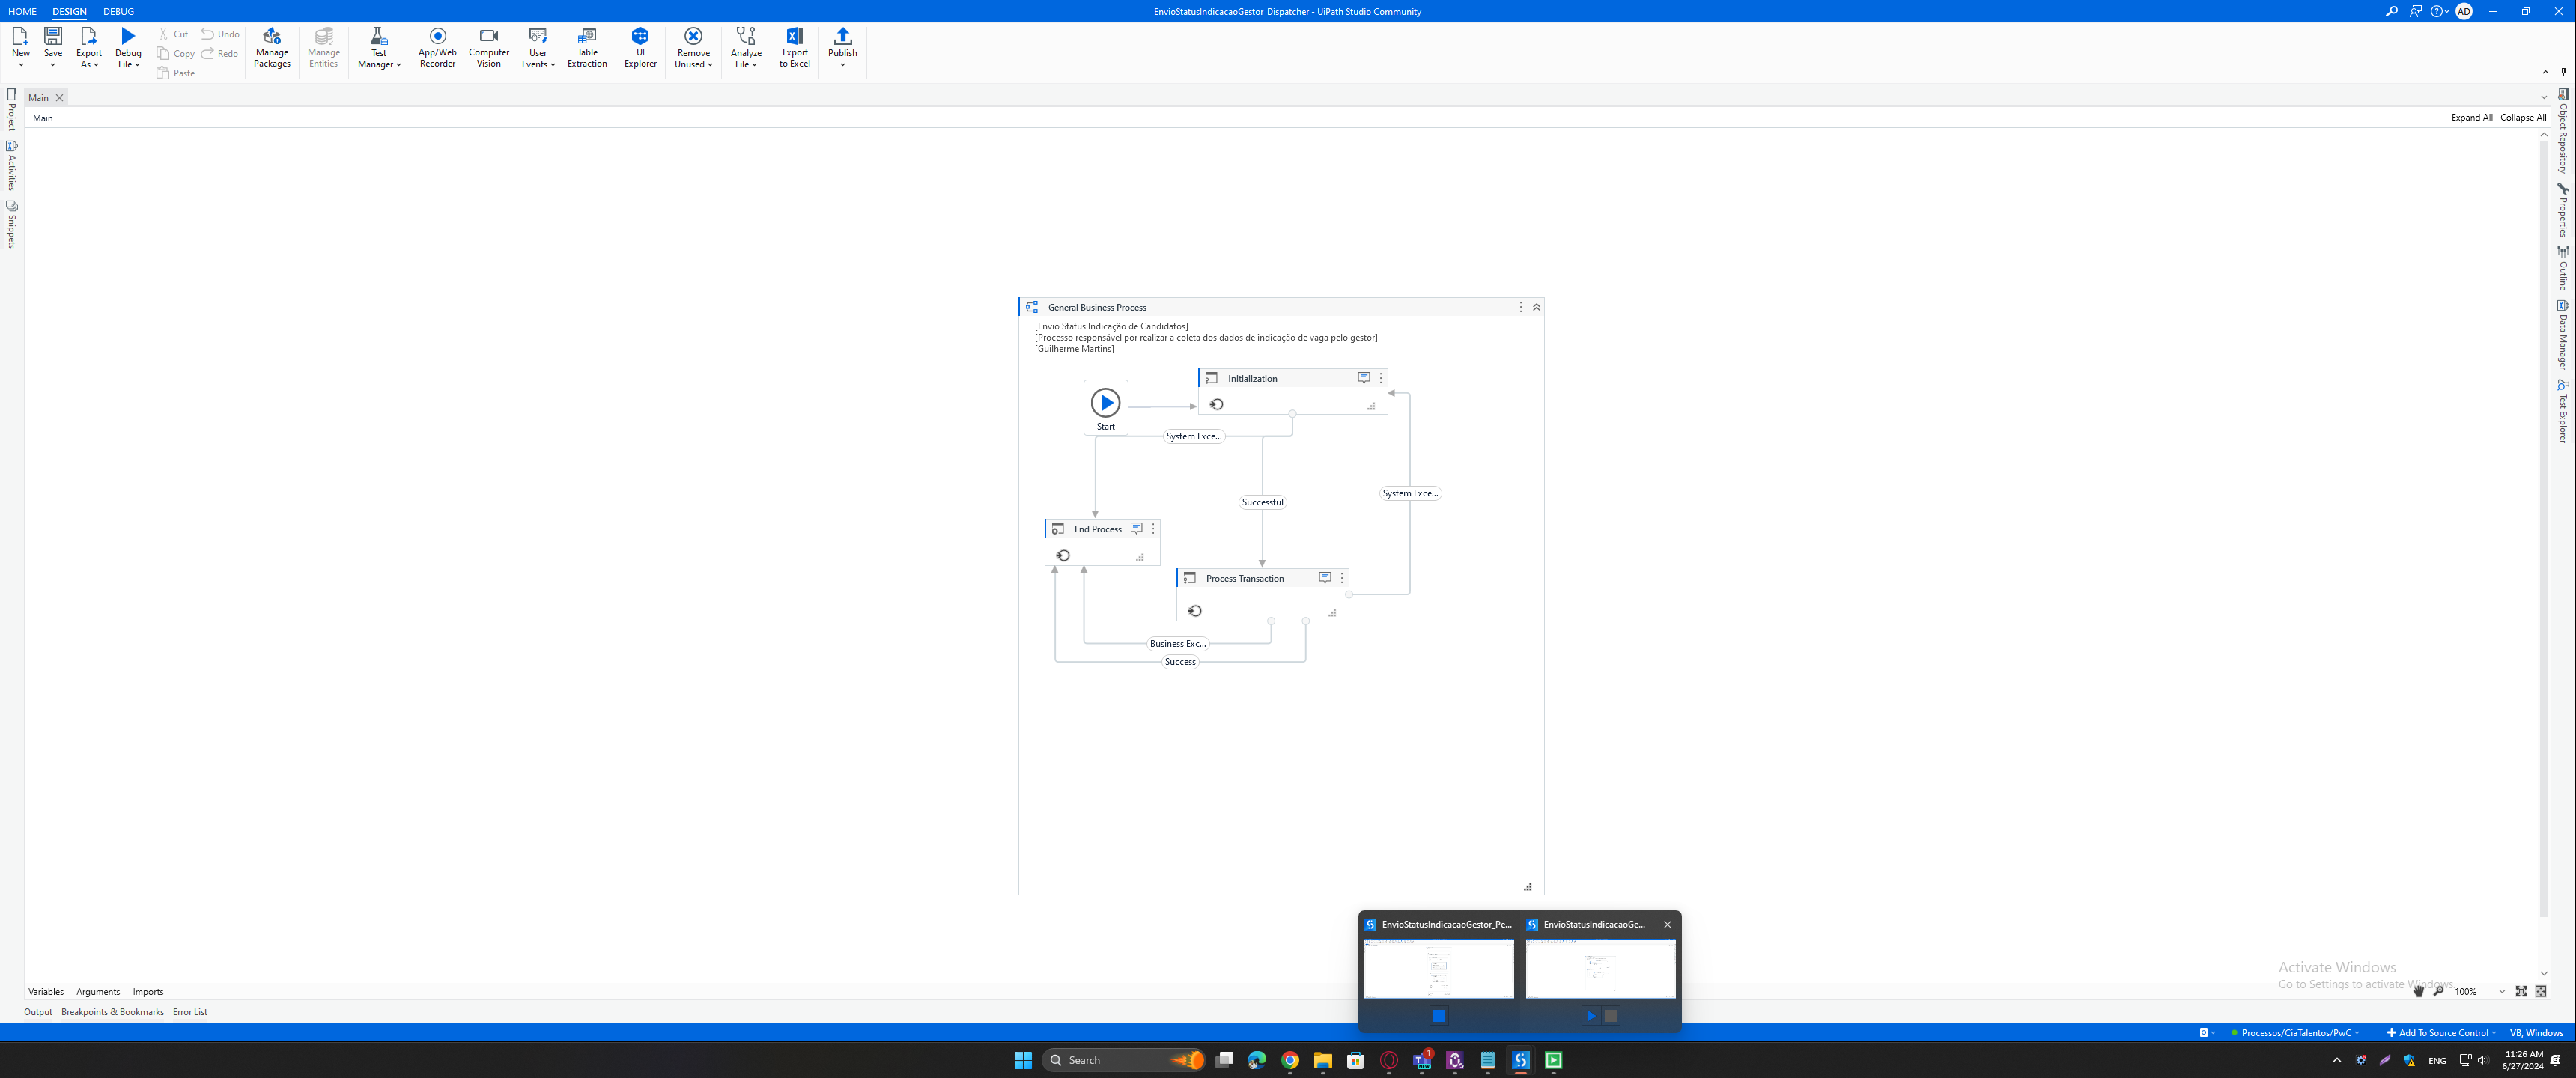 HOME DESIGN DEBUG
EnvioStatusIndicacaoGestor_Dispatcher - UiPath Studio Community
AD
New
Save
Export As
Debug File
Cut
Copy
Paste
Undo
Redo
Manage Packages
Manage Entities
Test Manager
App/Web Recorder
Computer Vision
User Events
Table Extraction
UI Explorer
Remove Unused
Analyze File
Export to Excel
Publish
Main
Main
Expand All Collapse All
Project
Activities
Snippets
Object Repository
Properties
Outline
Data Manager
Test Explorer
General Business Process
[Envio Status Indicação de Candidatos]
[Processo responsável por realizar a coleta dos dados de indicação de vaga pelo gestor]
[Guilherme Martins]
Initialization
Start
System Exce...
Successful
System Exce...
End Process
Process Transaction
Business Exc...
Success
EnvioStatusIndicacaoGestor_Pe...
EnvioStatusIndicacaoGe...
Activate Windows
Go to Settings to activate Windows.
Variables Arguments Imports
100%
Output Breakpoints & Bookmarks Error List
Processos/CiaTalentos/PwC
Add To Source Control
VB, Windows
Search
1
ENG
11:26 AM
6/27/2024